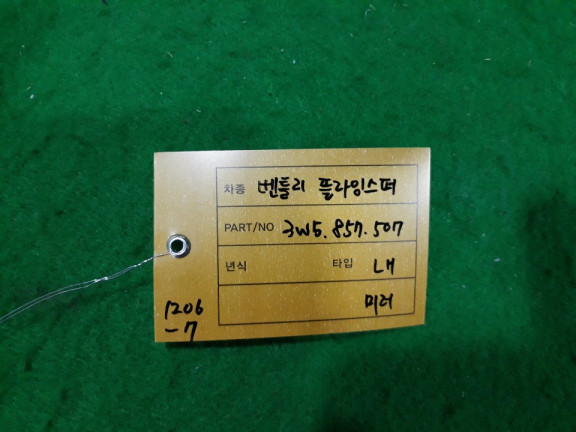 차종 벤틀리 플라잉스퍼
PART/NO 3W5.857.507
년식 타입 LH
미러
1206
-7